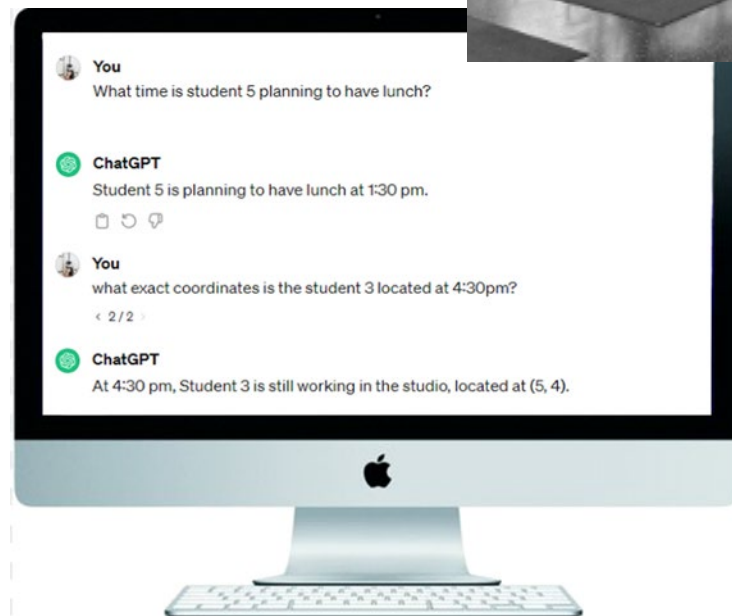 You
What time is student 5 planning to have lunch?
ChatGPT
Student 5 is planning to have lunch at 1:30 pm.
You
what exact coordinates is the student 3 located at 4:30pm?
< 2/2 >
ChatGPT
At 4:30 pm, Student 3 is still working in the studio, located at (5, 4).